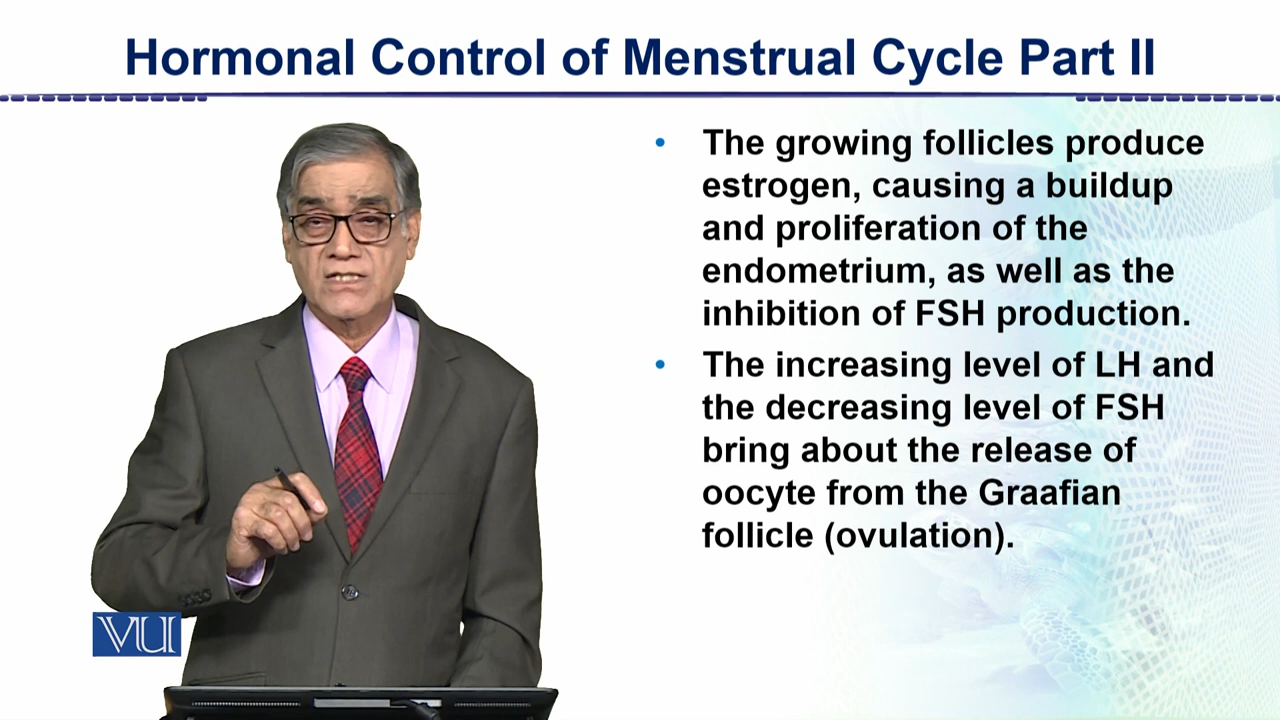 Hormonal Control of Menstrual Cycle Part II
• The growing follicles produce
estrogen, causing a buildup
and proliferation of the
endometrium, as well as the
inhibition of FSH production.
• The increasing level of LH and
the decreasing level of FSH
bring about the release of
oocyte from the Graafian
follicle (ovulation).
VU